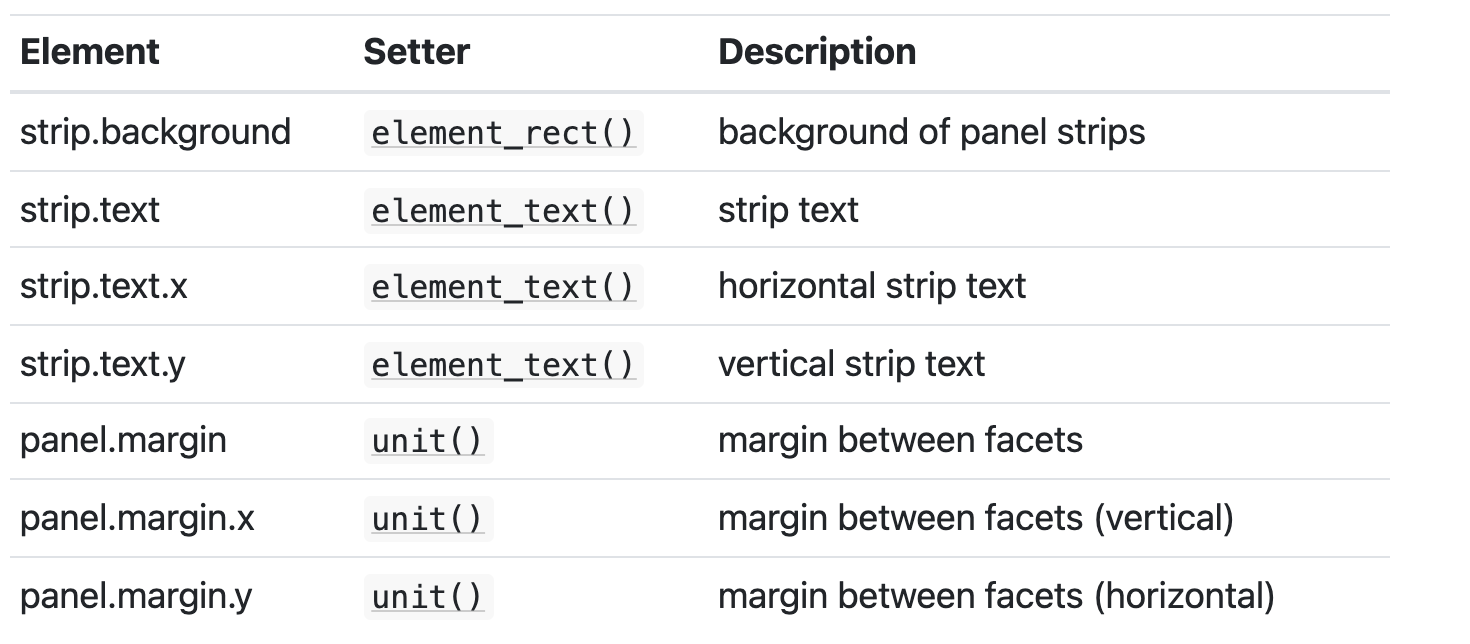 Element Setter Description
strip.background element_rect() background of panel strips
strip.text element_text() strip text
strip.text.x element_text() horizontal strip text
strip.text.y element_text() vertical strip text
panel.margin unit() margin between facets
panel.margin.x unit() margin between facets (vertical)
panel.margin.y unit() margin between facets (horizontal)